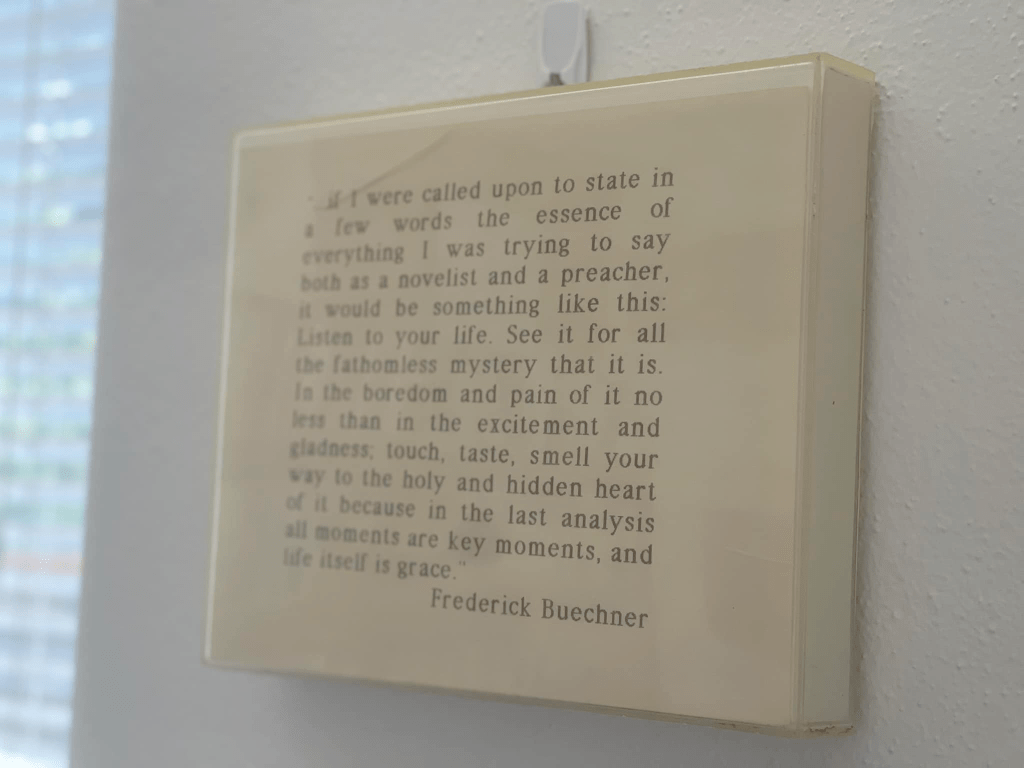 "...if I were called upon to state in
a few words the essence of
everything I was trying to say
both as a novelist and a preacher,
it would be something like this:
Listen to your life. See it for all
the fathomless mystery that it is.
In the boredom and pain of it no
less than in the excitement and
gladness; touch, taste, smell your
way to the holy and hidden heart
of it because in the last analysis
all moments are key moments, and
life itself is grace."
Frederick Buechner